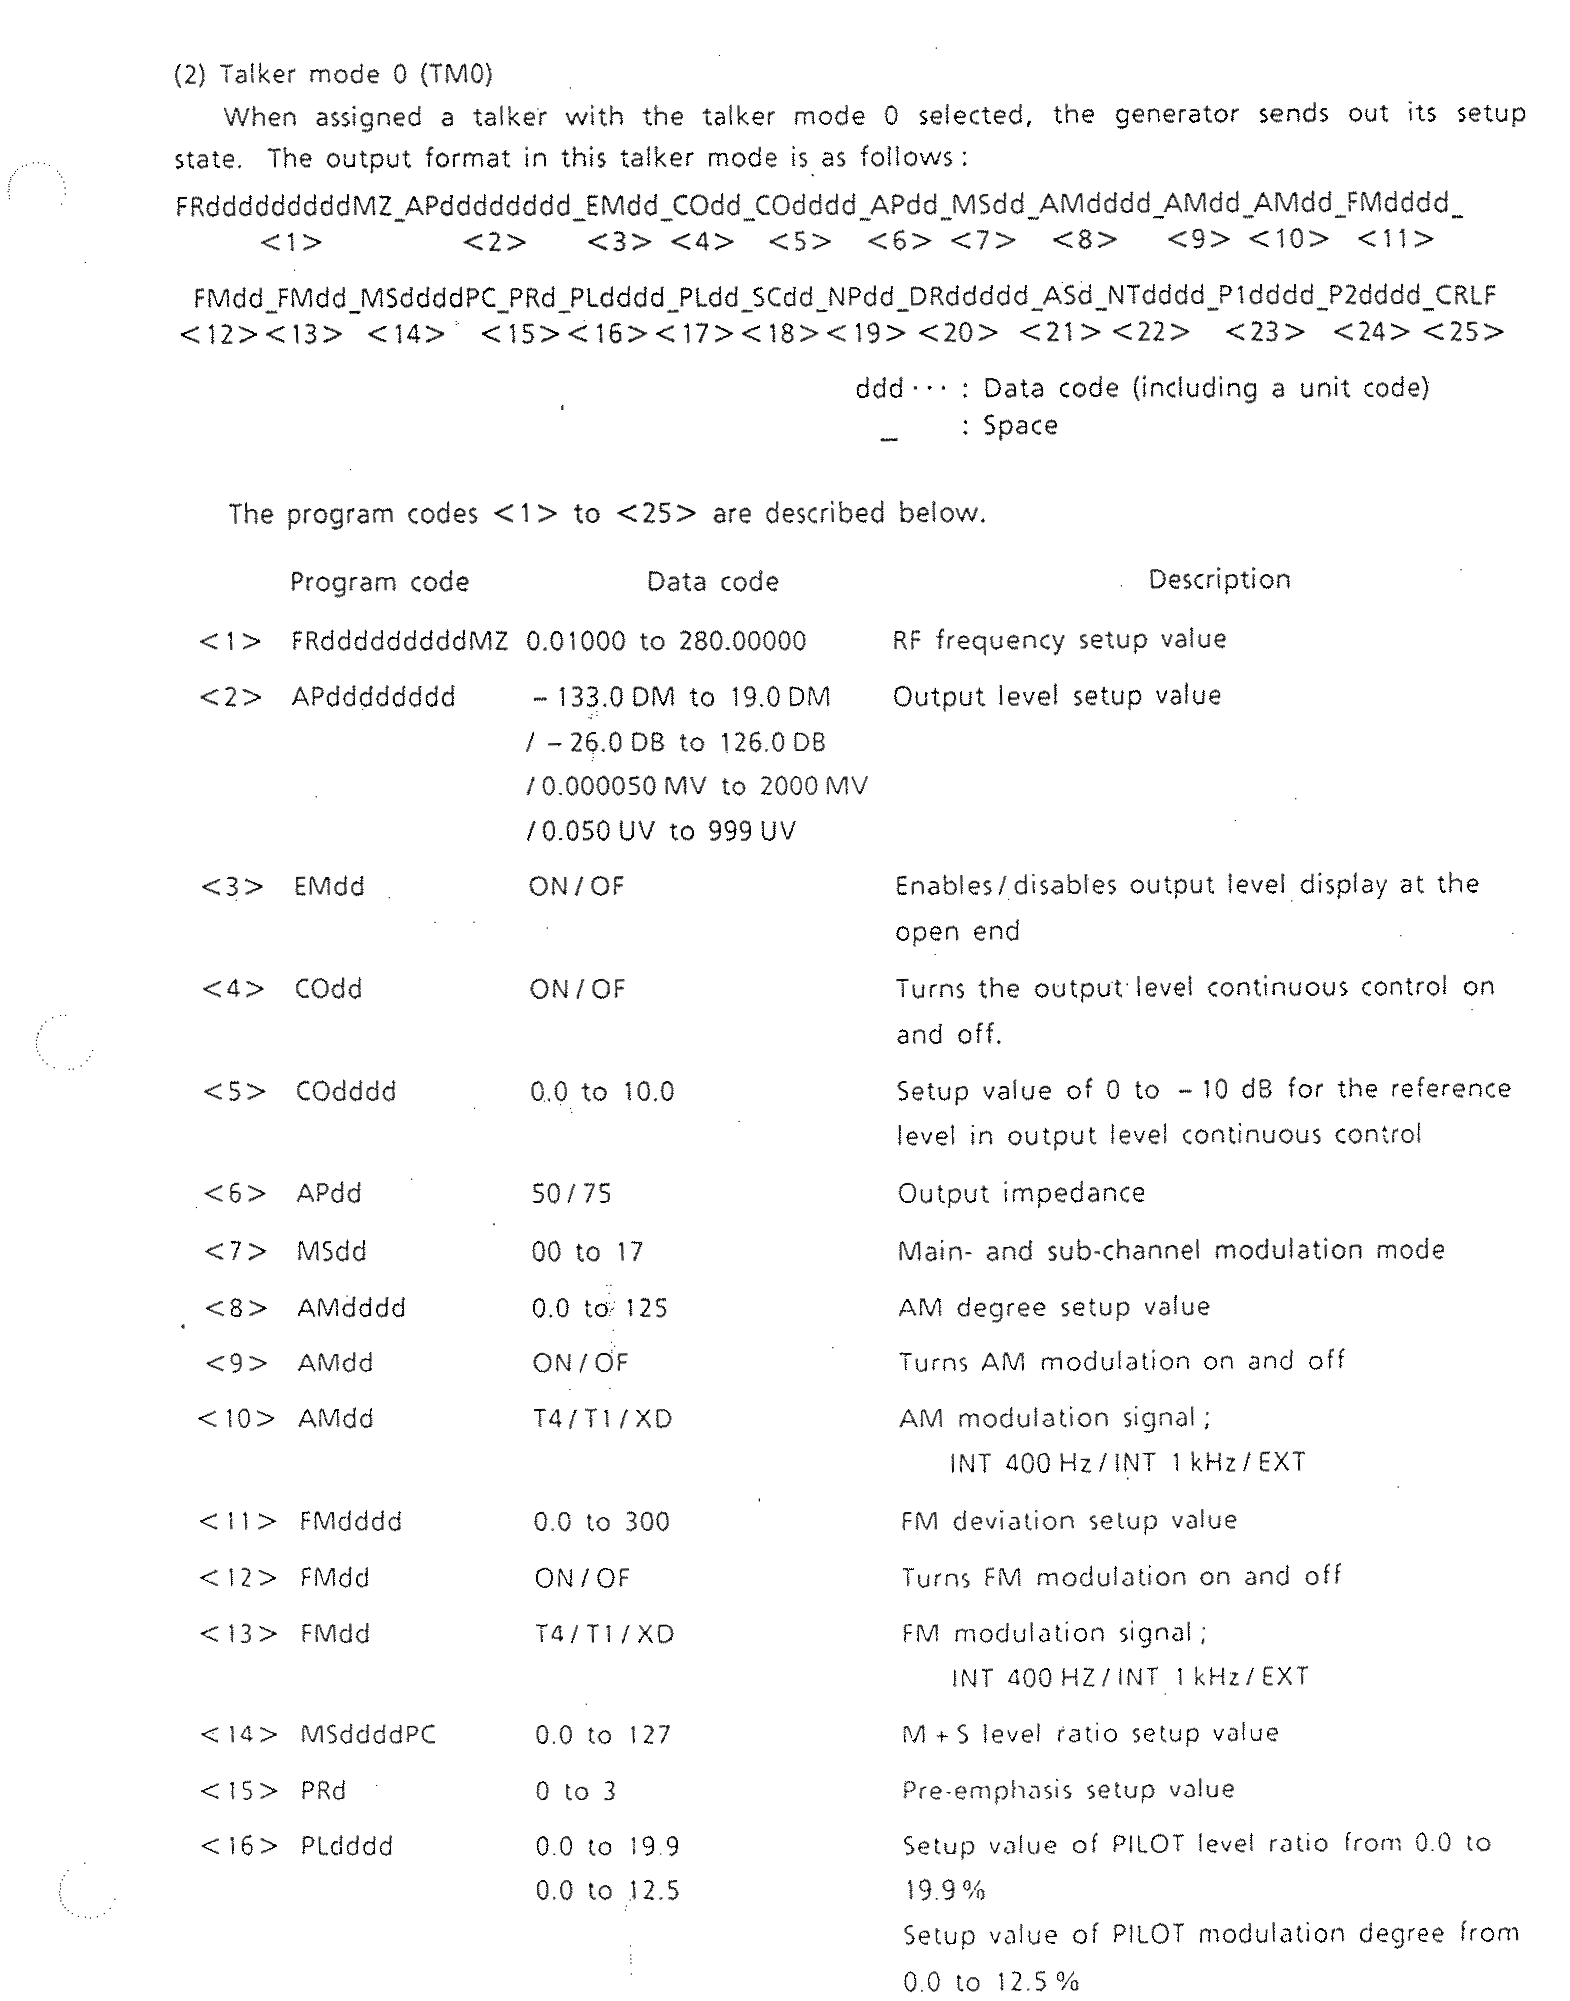 (2) Talker mode 0 (TM0)
When assigned a talker with the talker mode 0 selected, the generator sends out its setup
state. The output format in this talker mode is as follows :
FRdddddddddMZ_APdddddddd_EMdd_COdd_COdddd_APdd_MSdd_AMdddd_AMdd_AMdd_FMdddd_
<1> <2> <3> <4> <5> <6> <7> <8> <9> <10> <11>
FMdd_FMdd_MSddddPC_PRd_PLdddd_PLdd_SCdd_NPdd_DRddddd_ASd_NTdddd_P1dddd_P2dddd_CRLF
<12> <13> <14> <15> <16> <17> <18> <19> <20> <21> <22> <23> <24> <25>
ddd ··· : Data code (including a unit code)
_ : Space
The program codes <1> to <25> are described below.
Program code Data code Description
<1> FRdddddddddMZ 0.01000 to 280.00000 RF frequency setup value
<2> APdddddddd – 133.0 DM to 19.0 DM Output level setup value
/ – 26.0 DB to 126.0 DB
/ 0.000050 MV to 2000 MV
/ 0.050 UV to 999 UV
<3> EMdd ON / OF Enables / disables output level display at the
open end
<4> COdd ON / OF Turns the output level continuous control on
and off.
<5> COdddd 0.0 to 10.0 Setup value of 0 to – 10 dB for the reference
level in output level continuous control
<6> APdd 50 / 75 Output impedance
<7> MSdd 00 to 17 Main- and sub-channel modulation mode
<8> AMdddd 0.0 to 125 AM degree setup value
<9> AMdd ON / OF Turns AM modulation on and off
<10> AMdd T4 / T1 / XD AM modulation signal ;
INT 400 Hz / INT 1 kHz / EXT
<11> FMdddd 0.0 to 300 FM deviation setup value
<12> FMdd ON / OF Turns FM modulation on and off
<13> FMdd T4 / T1 / XD FM modulation signal ;
INT 400 HZ / INT 1 kHz / EXT
<14> MSddddPC 0.0 to 127 M + S level ratio setup value
<15> PRd 0 to 3 Pre-emphasis setup value
<16> PLdddd 0.0 to 19.9 Setup value of PILOT level ratio from 0.0 to
0.0 to 12.5 19.9 %
Setup value of PILOT modulation degree from
0.0 to 12.5 %